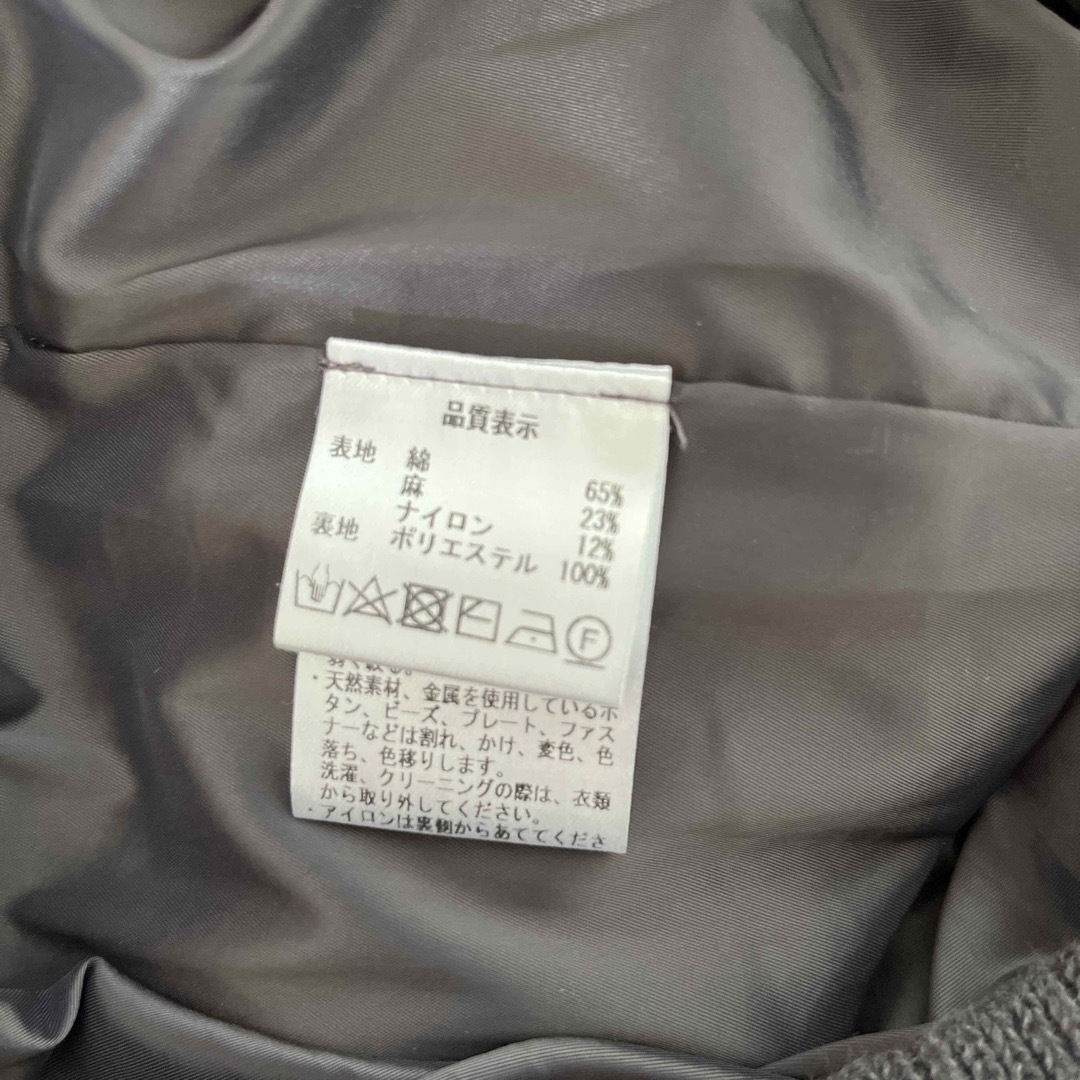 品質表示
表地 綿 65%
麻 23%
ナイロン 12%
裏地 ポリエステル 100%
F
・天然素材、金属を使用しているボ
タン、ビーズ、プレート、ファス
ナーなどは割れ、かけ、変色、色
落ち、色移りします。
洗濯、クリーニングの際は、衣類
から取り外してください。
・アイロンは裏側からあててくださ